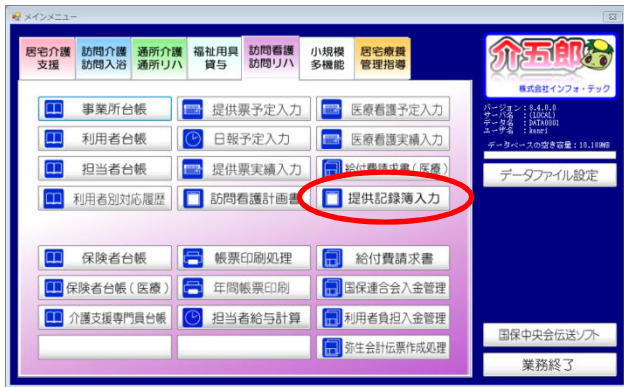 メインメニュー
居宅介護
支援
訪問介護
訪問入浴
通所介護
通所リハ
福祉用具
貸与
訪問看護
訪問リハ
小規模
多機能
居宅療養
管理指導
介五郎
株式会社インフォ・テック
バージョン：8.4.0.0
サーバ名　：(LOCAL)
データ名　：DATA0001
ユーザ名　：kanri
データベースの空き容量：10.189MB
データファイル設定
事業所台帳
提供票予定入力
医療看護予定入力
利用者台帳
日報予定入力
医療看護実績入力
担当者台帳
提供票実績入力
給付費請求書(医療)
利用者別対応履歴
訪問看護計画書
提供記録簿入力
保険者台帳
帳票印刷処理
給付費請求書
保険者台帳(医療)
年間帳票印刷
国保連合会入金管理
介護支援専門員台帳
担当者給与計算
利用者負担入金管理
弥生会計伝票作成処理
国保中央会伝送ソフト
業務終了